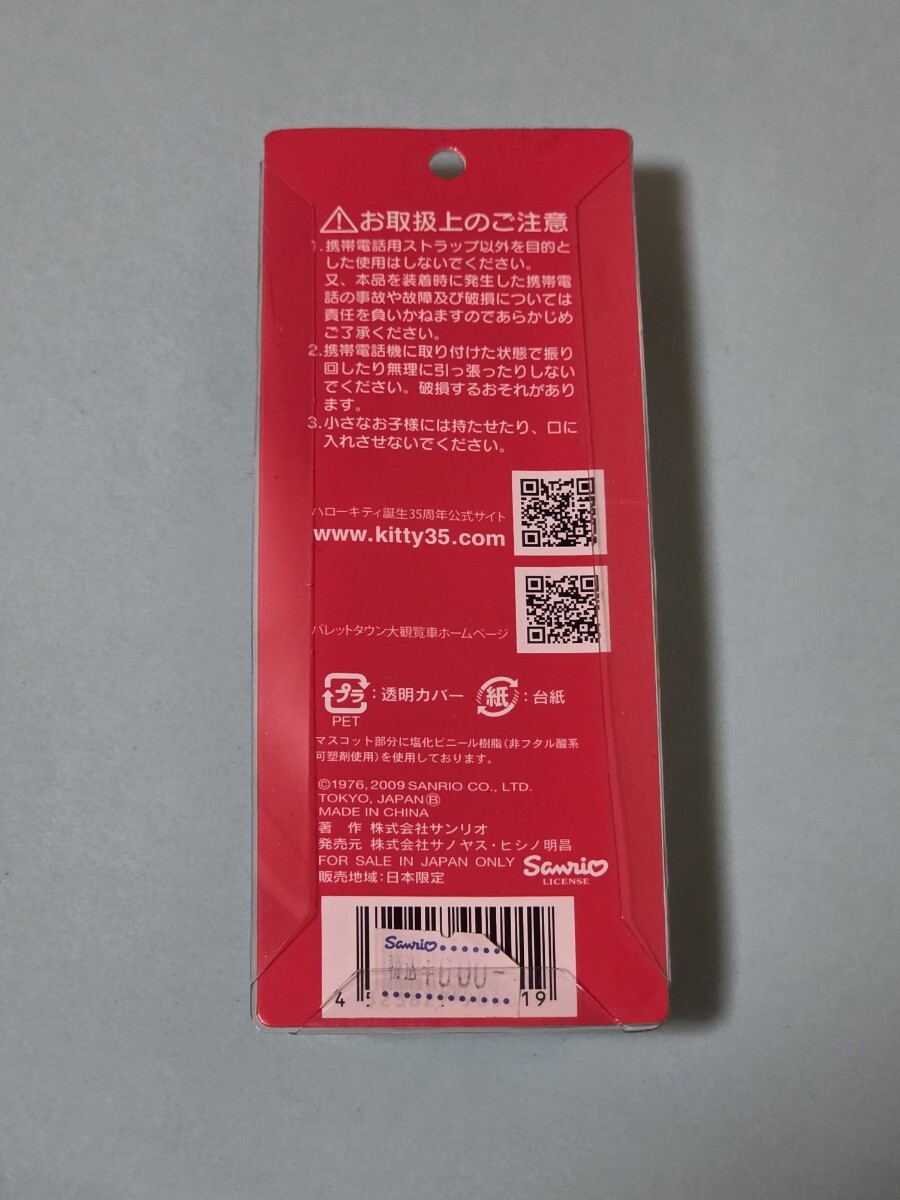 お取扱上のご注意
1.携帯電話用ストラップ以外を目的と
した使用はしないでください。
又、本品を装着時に発生した携帯電
話の事故や故障及び破損については
責任を負いかねますのであらかじめ
ご了承ください。
2.携帯電話機に取り付けた状態で振り
回したり無理に引っ張ったりしない
でください。破損するおそれがあり
ます。
3.小さなお子様には持たせたり、口に
入れさせないでください。
ハローキティ誕生35周年公式サイト
www.kitty35.com
パレットタウン大観覧車ホームページ
プラ:透明カバー 紙:台紙
PET
マスコット部分に塩化ビニール樹脂(非フタル酸系
可塑剤使用)を使用しております。
©1976, 2009 SANRIO CO., LTD.
TOKYO, JAPAN Ⓑ
MADE IN CHINA
著 作 株式会社サンリオ
発売元 株式会社サノヤス・ヒシノ明昌
FOR SALE IN JAPAN ONLY
販売地域:日本限定
Sanrio
LICENSE
Sanrio
税込
4 19